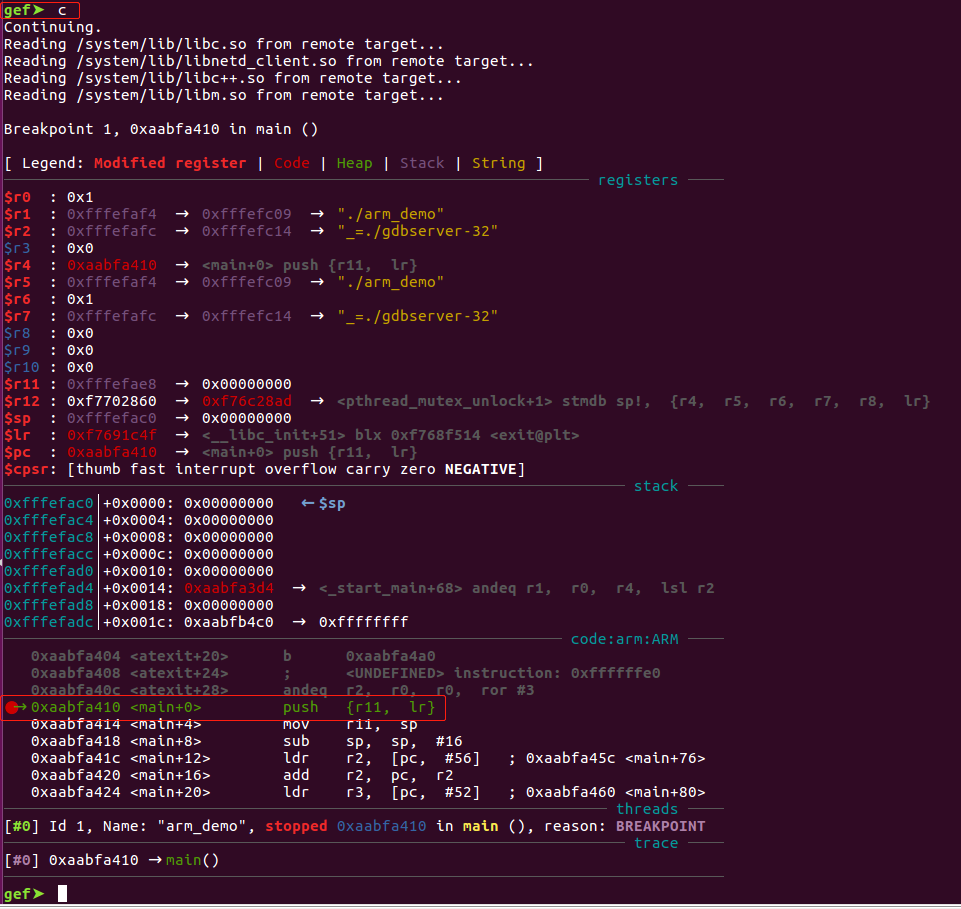 gef➤  c
Continuing.
Reading /system/lib/libc.so from remote target...
Reading /system/lib/libnetd_client.so from remote target...
Reading /system/lib/libc++.so from remote target...
Reading /system/lib/libm.so from remote target...
Breakpoint 1, 0xaabfa410 in main ()
[ Legend: Modified register | Code | Heap | Stack | String ]
registers
$r0  : 0x1
$r1  : 0xfffefaf4  →  0xfffefc09  →  "./arm_demo"
$r2  : 0xfffefafc  →  0xfffefc14  →  "_=./gdbserver-32"
$r3  : 0x0
$r4  : 0xaabfa410  →  <main+0> push {r11,  lr}
$r5  : 0xfffefaf4  →  0xfffefc09  →  "./arm_demo"
$r6  : 0x1
$r7  : 0xfffefafc  →  0xfffefc14  →  "_=./gdbserver-32"
$r8  : 0x0
$r9  : 0x0
$r10 : 0x0
$r11 : 0xfffefae8  →  0x00000000
$r12 : 0xf7702860  →  0xf76c28ad  →  <pthread_mutex_unlock+1> stmdb sp!,  {r4,  r5,  r6,  r7,  r8,  lr}
$sp  : 0xfffefac0  →  0x00000000
$lr  : 0xf7691c4f  →  <__libc_init+51> blx 0xf768f514 <exit@plt>
$pc  : 0xaabfa410  →  <main+0> push {r11,  lr}
$cpsr: [thumb fast interrupt overflow carry zero NEGATIVE]
stack
0xfffefac0│+0x0000: 0x00000000   ←$sp
0xfffefac4│+0x0004: 0x00000000
0xfffefac8│+0x0008: 0x00000000
0xfffefacc│+0x000c: 0x00000000
0xfffefad0│+0x0010: 0x00000000
0xfffefad4│+0x0014: 0xaabfa3d4  →  <_start_main+68> andeq r1,  r0,  r4,  lsl r2
0xfffefad8│+0x0018: 0x00000000
0xfffefadc│+0x001c: 0xaabfb4c0  →  0xffffffff
code:arm:ARM
0xaabfa404 <atexit+20>      b      0xaabfa4a0
0xaabfa408 <atexit+24>      ;      <UNDEFINED> instruction: 0xffffffe0
0xaabfa40c <atexit+28>      andeq  r2,  r0,  r0,  ror #3
→0xaabfa410 <main+0>         push   {r11,  lr}
0xaabfa414 <main+4>         mov    r11,  sp
0xaabfa418 <main+8>         sub    sp,  sp,  #16
0xaabfa41c <main+12>        ldr    r2,  [pc,  #56]   ; 0xaabfa45c <main+76>
0xaabfa420 <main+16>        add    r2,  pc,  r2
0xaabfa424 <main+20>        ldr    r3,  [pc,  #52]   ; 0xaabfa460 <main+80>
threads
[#0] Id 1, Name: "arm_demo", stopped 0xaabfa410 in main (), reason: BREAKPOINT
trace
[#0] 0xaabfa410 →main()
gef➤